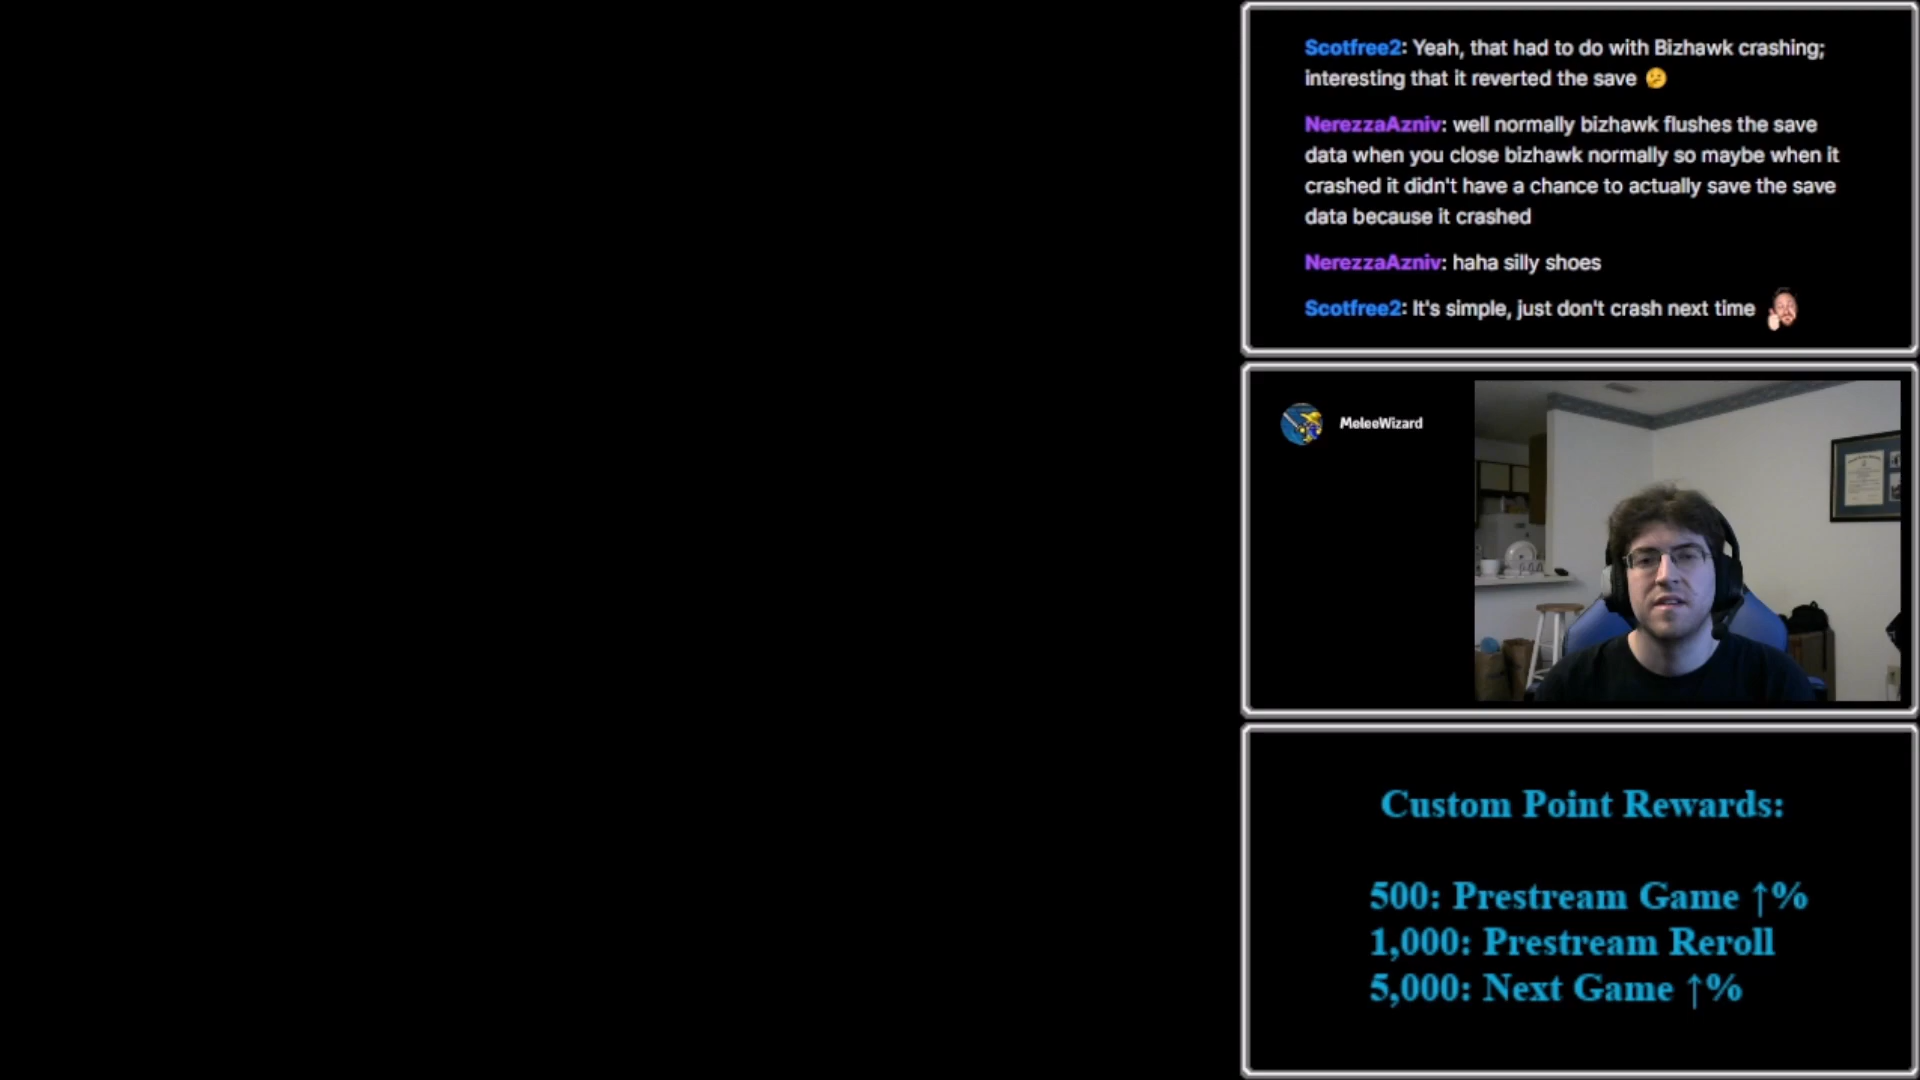 Scotfree2: Yeah, that had to do with Bizhawk crashing;
interesting that it reverted the save 🫤
NerezzaAzniv: well normally bizhawk flushes the save
data when you close bizhawk normally so maybe when it
crashed it didn't have a chance to actually save the save
data because it crashed
NerezzaAzniv: haha silly shoes
Scotfree2: It's simple, just don't crash next time
MeleeWizard
Custom Point Rewards:
500: Prestream Game ↑%
1,000: Prestream Reroll
5,000: Next Game ↑%